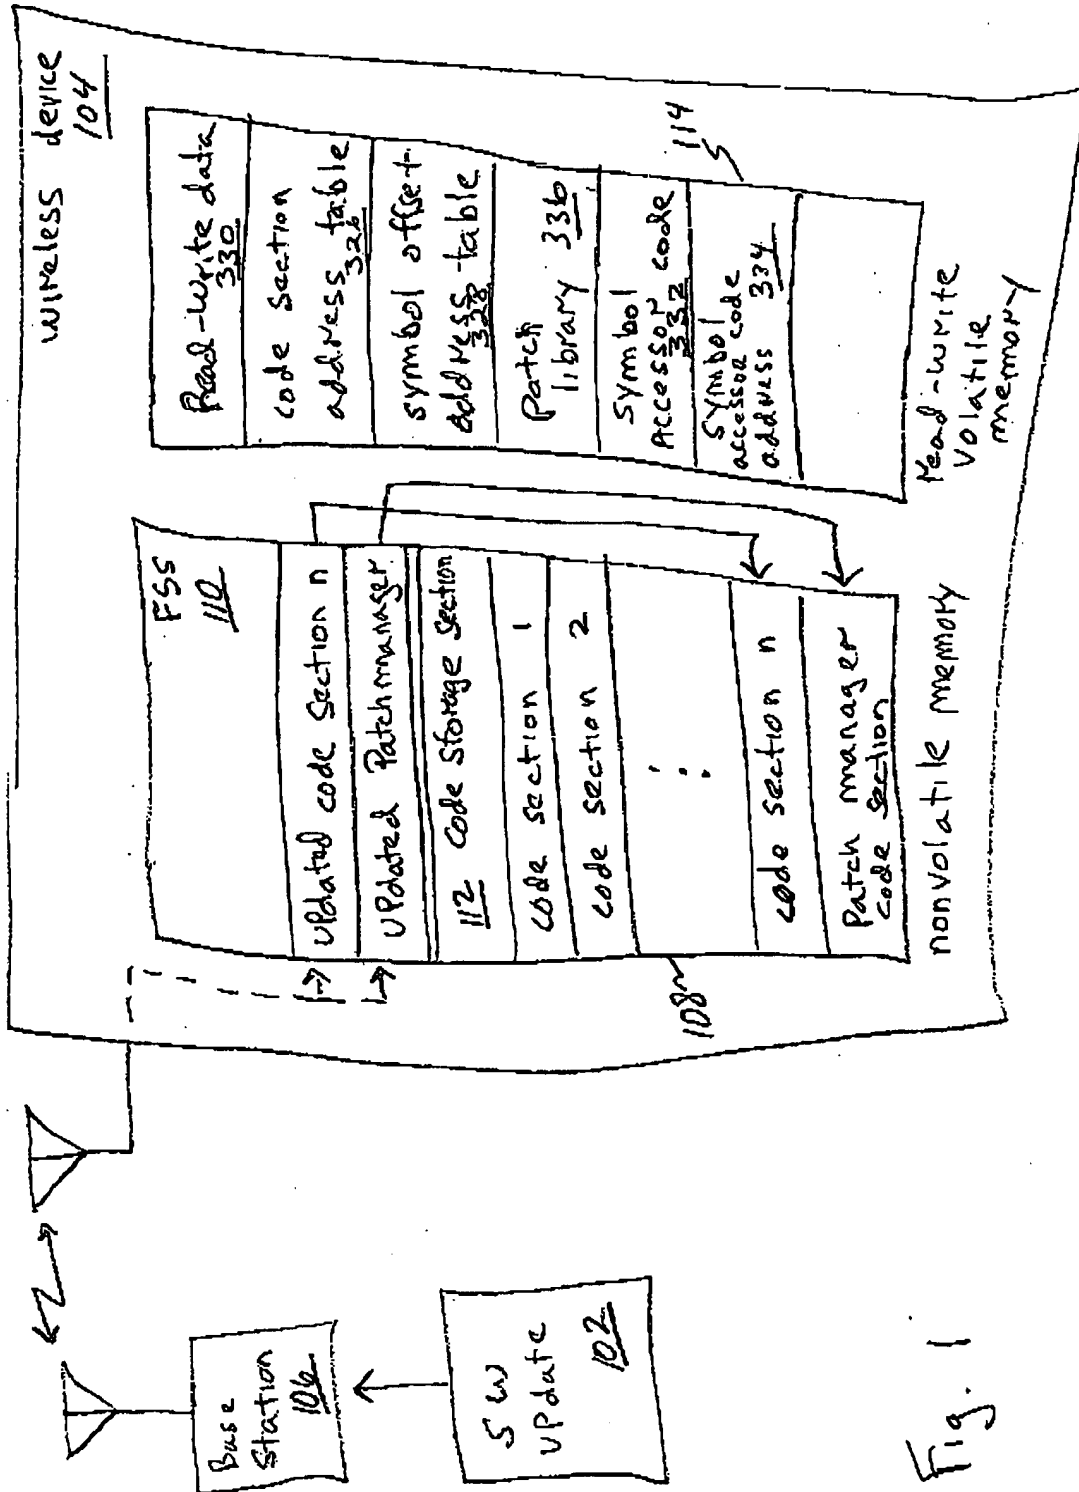 wireless device
104
FSS
110
Updated code section n
Updated Patch manager
112 Code Storage Section
code section 1
code section 2
⋮
code section n
Patch manager
code section
108
nonvolatile memory
Read-write data
330
code section
address table
326
symbol offset
address table
328
Patch
library 336
Symbol
Accessor code
332
Symbol
accessor code
address 334
114
read-write
volatile
memory
Base
Station
106
SW
UPdate
102
Fig. 1